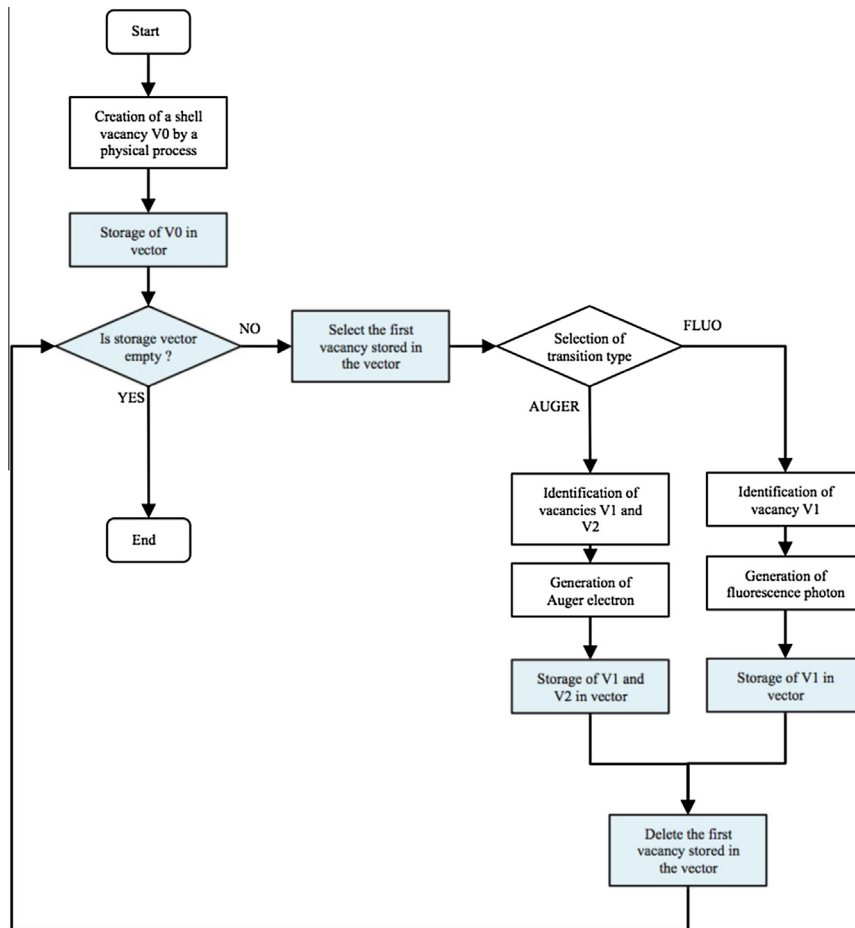 Start
Creation of a shell
vacancy V0 by a
physical process
Storage of V0 in
vector
Is storage vector
empty ?
NO
YES
End
Select the first
vacancy stored in
the vector
Selection of
transition type
FLUO
AUGER
Identification of
vacancies V1 and
V2
Generation of
Auger electron
Storage of V1 and
V2 in vector
Identification of
vacancy V1
Generation of
fluorescence photon
Storage of V1 in
vector
Delete the first
vacancy stored in
the vector